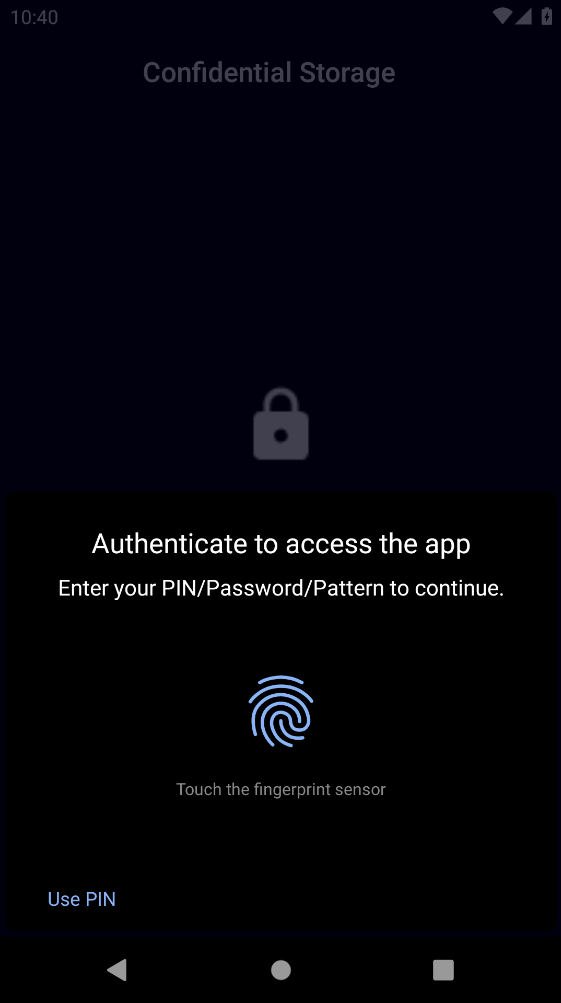 10:40
Confidential Storage
Authenticate to access the app
Enter your PIN/Password/Pattern to continue.
Touch the fingerprint sensor
Use PIN